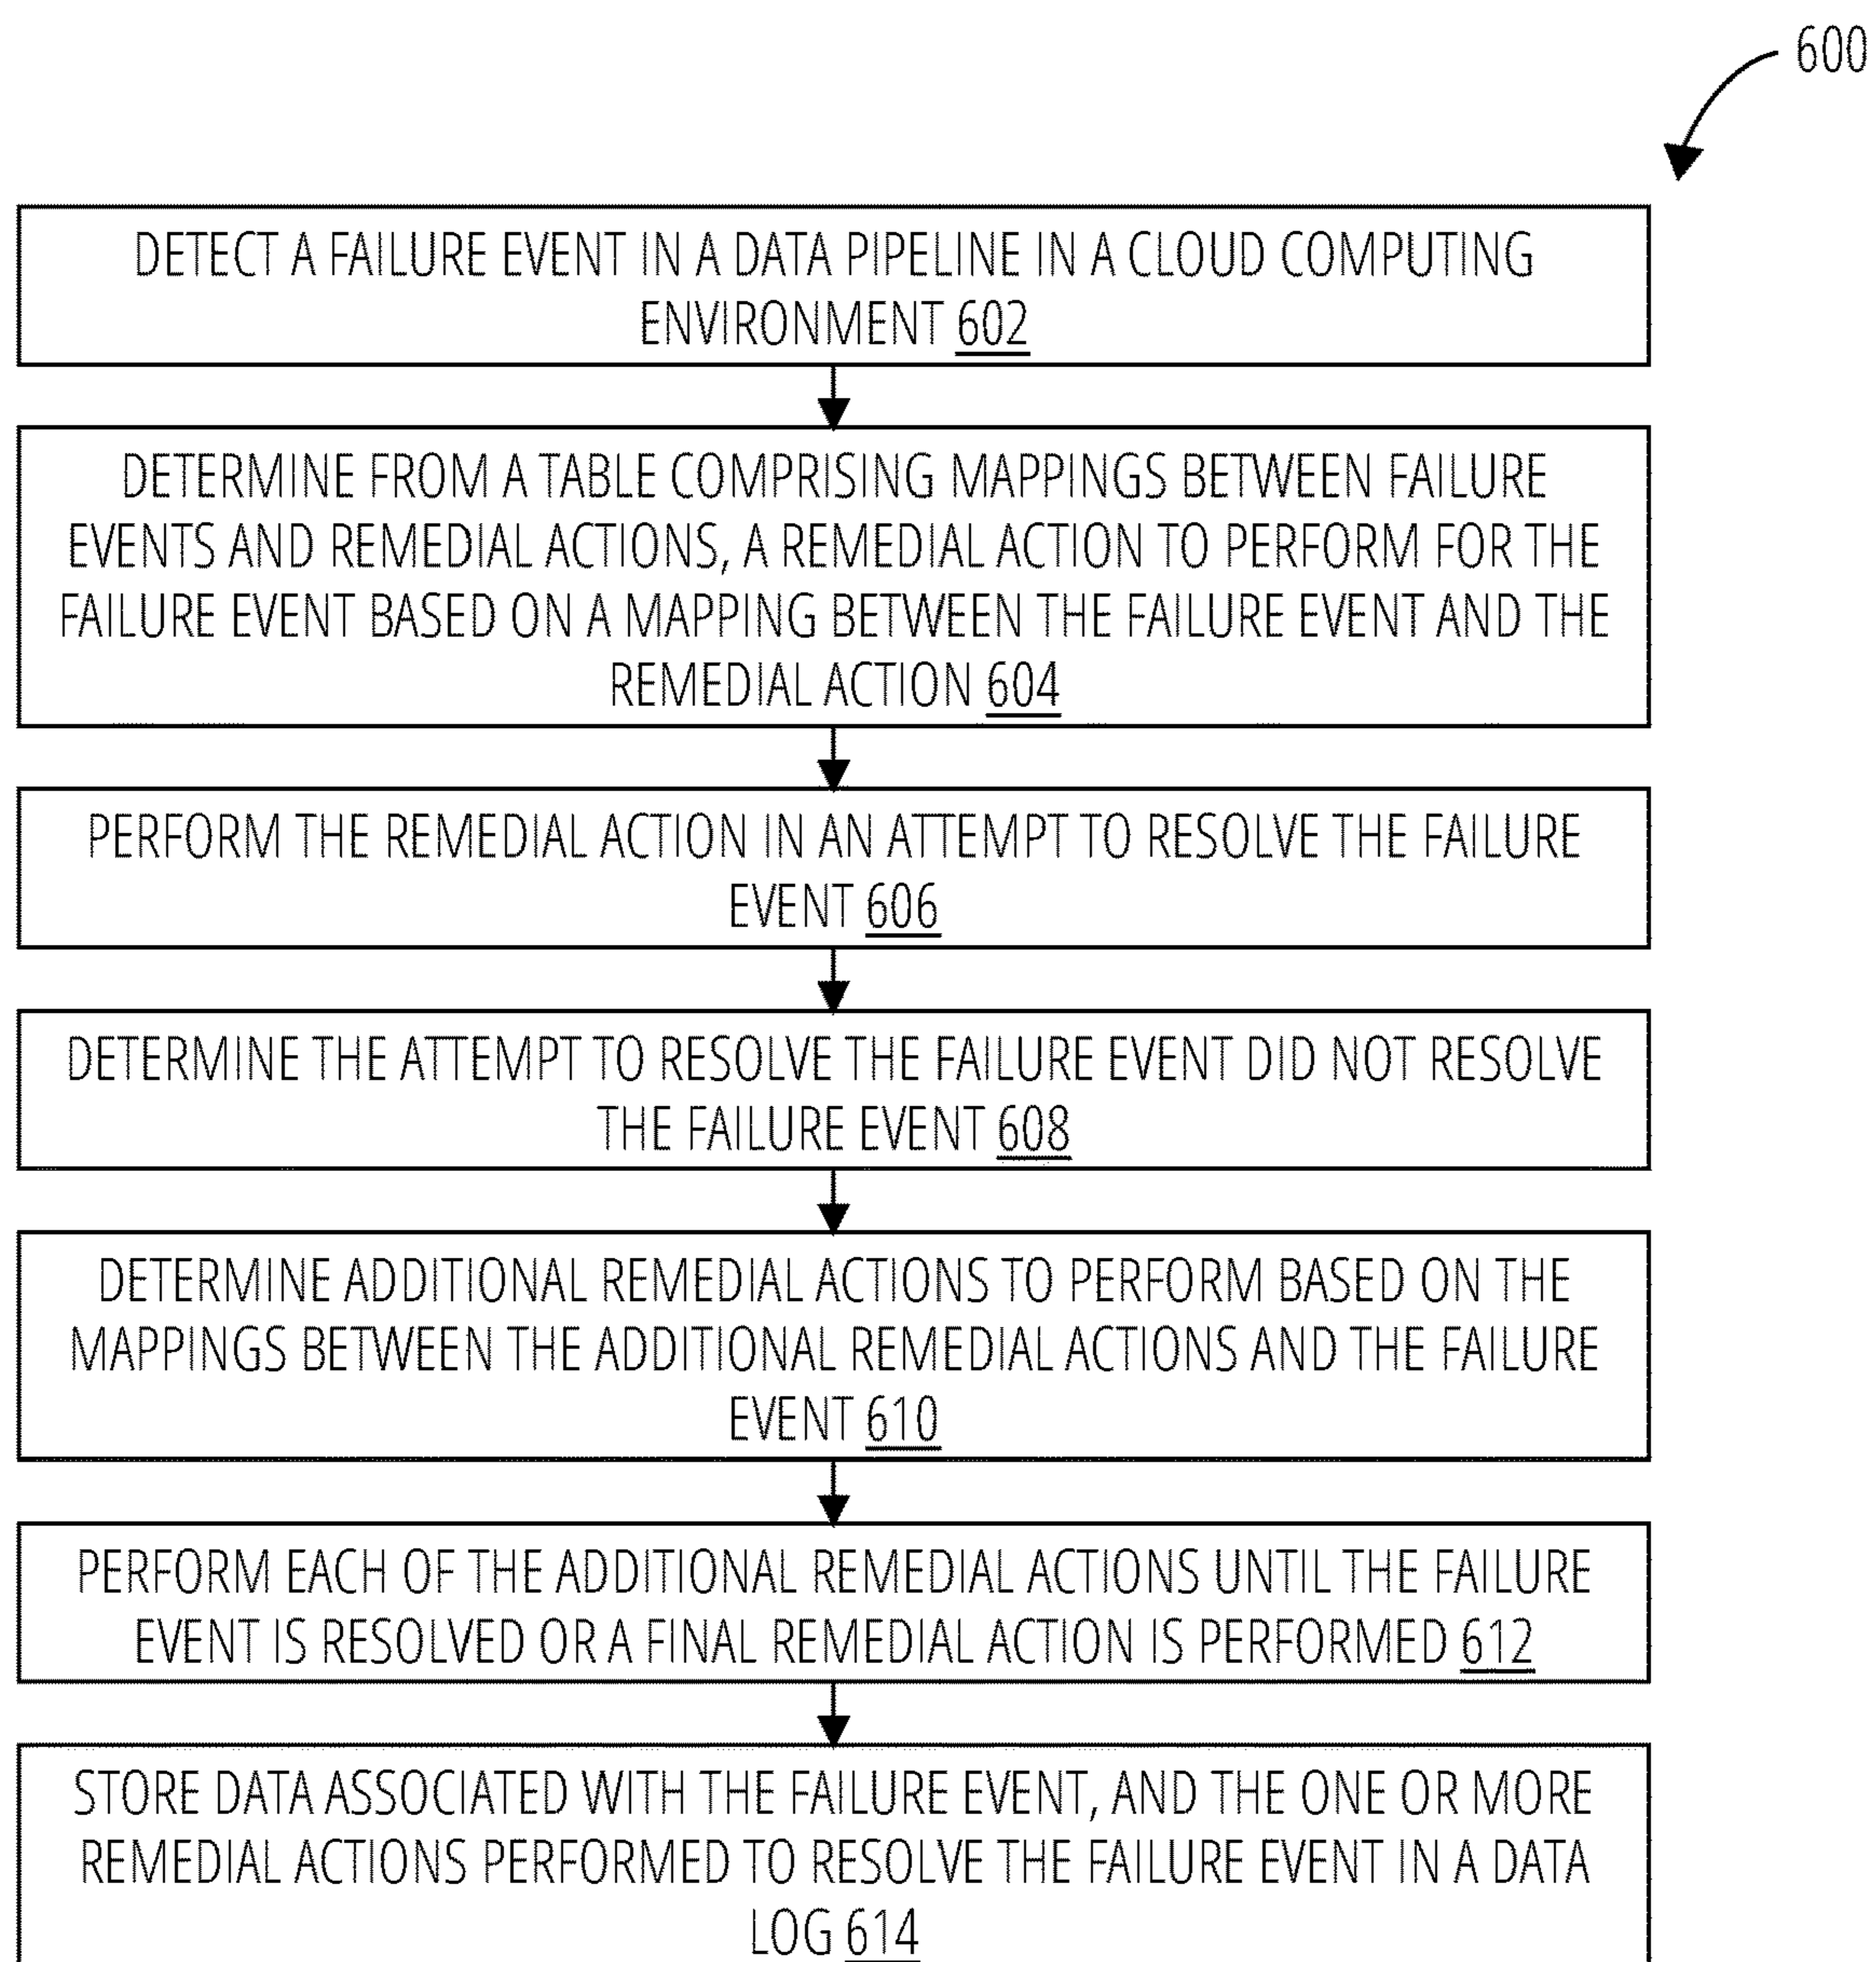 600
DETECT A FAILURE EVENT IN A DATA PIPELINE IN A CLOUD COMPUTING
ENVIRONMENT 602
DETERMINE FROM A TABLE COMPRISING MAPPINGS BETWEEN FAILURE
EVENTS AND REMEDIAL ACTIONS, A REMEDIAL ACTION TO PERFORM FOR THE
FAILURE EVENT BASED ON A MAPPING BETWEEN THE FAILURE EVENT AND THE
REMEDIAL ACTION 604
PERFORM THE REMEDIAL ACTION IN AN ATTEMPT TO RESOLVE THE FAILURE
EVENT 606
DETERMINE THE ATTEMPT TO RESOLVE THE FAILURE EVENT DID NOT RESOLVE
THE FAILURE EVENT 608
DETERMINE ADDITIONAL REMEDIAL ACTIONS TO PERFORM BASED ON THE
MAPPINGS BETWEEN THE ADDITIONAL REMEDIAL ACTIONS AND THE FAILURE
EVENT 610
PERFORM EACH OF THE ADDITIONAL REMEDIAL ACTIONS UNTIL THE FAILURE
EVENT IS RESOLVED OR A FINAL REMEDIAL ACTION IS PERFORMED 612
STORE DATA ASSOCIATED WITH THE FAILURE EVENT, AND THE ONE OR MORE
REMEDIAL ACTIONS PERFORMED TO RESOLVE THE FAILURE EVENT IN A DATA
LOG 614